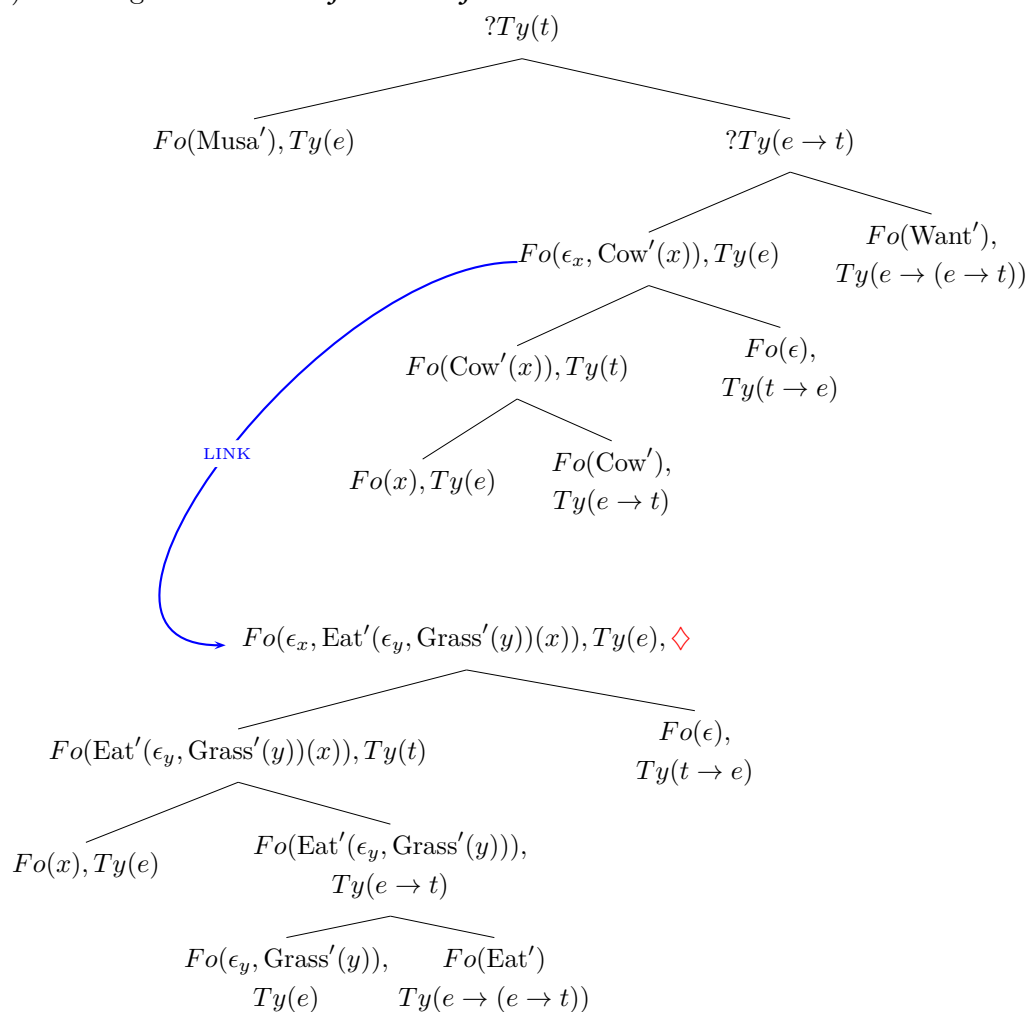 ?Ty(t)
Fo(Musa′), Ty(e)
?Ty(e → t)
Fo(ϵx, Cow′(x)), Ty(e)
Fo(Want′),
Ty(e → (e → t))
Fo(Cow′(x)), Ty(t)
Fo(ϵ),
Ty(t → e)
LINK
Fo(x), Ty(e)
Fo(Cow′),
Ty(e → t)
Fo(ϵx, Eat′(ϵy, Grass′(y))(x)), Ty(e), ♢
Fo(Eat′(ϵy, Grass′(y))(x)), Ty(t)
Fo(ϵ),
Ty(t → e)
Fo(x), Ty(e)
Fo(Eat′(ϵy, Grass′(y))),
Ty(e → t)
Fo(ϵy, Grass′(y)),
Ty(e)
Fo(Eat′)
Ty(e → (e → t))